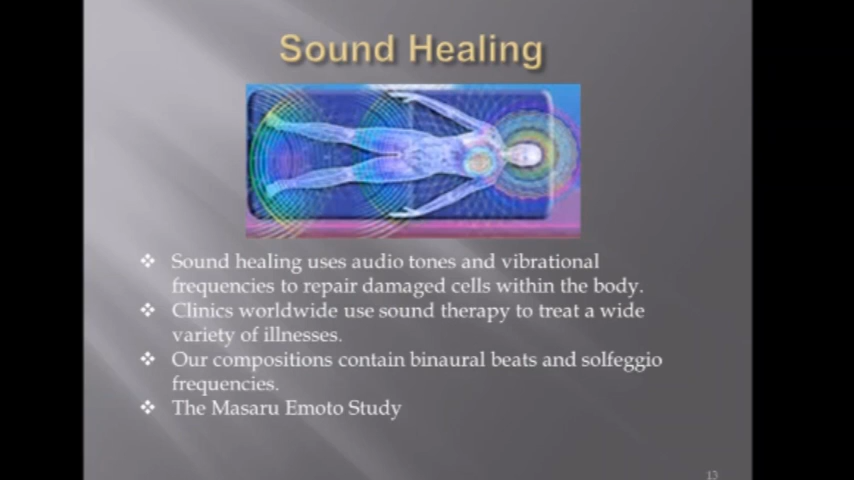 Sound Healing
❖ Sound healing uses audio tones and vibrational
frequencies to repair damaged cells within the body.
❖ Clinics worldwide use sound therapy to treat a wide
variety of illnesses.
❖ Our compositions contain binaural beats and solfeggio
frequencies.
❖ The Masaru Emoto Study
13